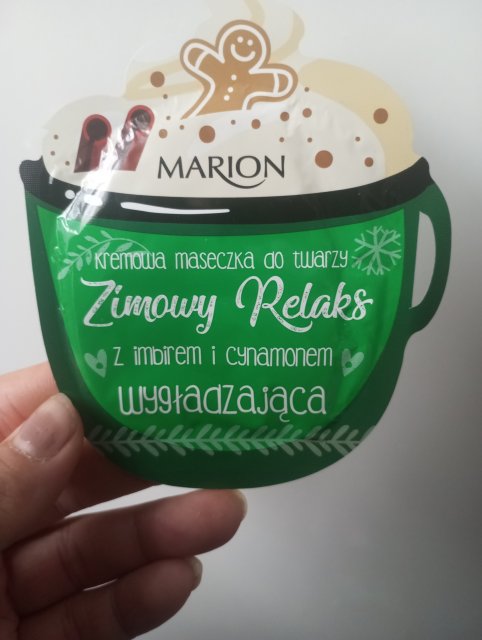 MARION
kremowa maseczka do twarzy
Zimowy Relaks
z imbirem i cynamonem
wygładzająca